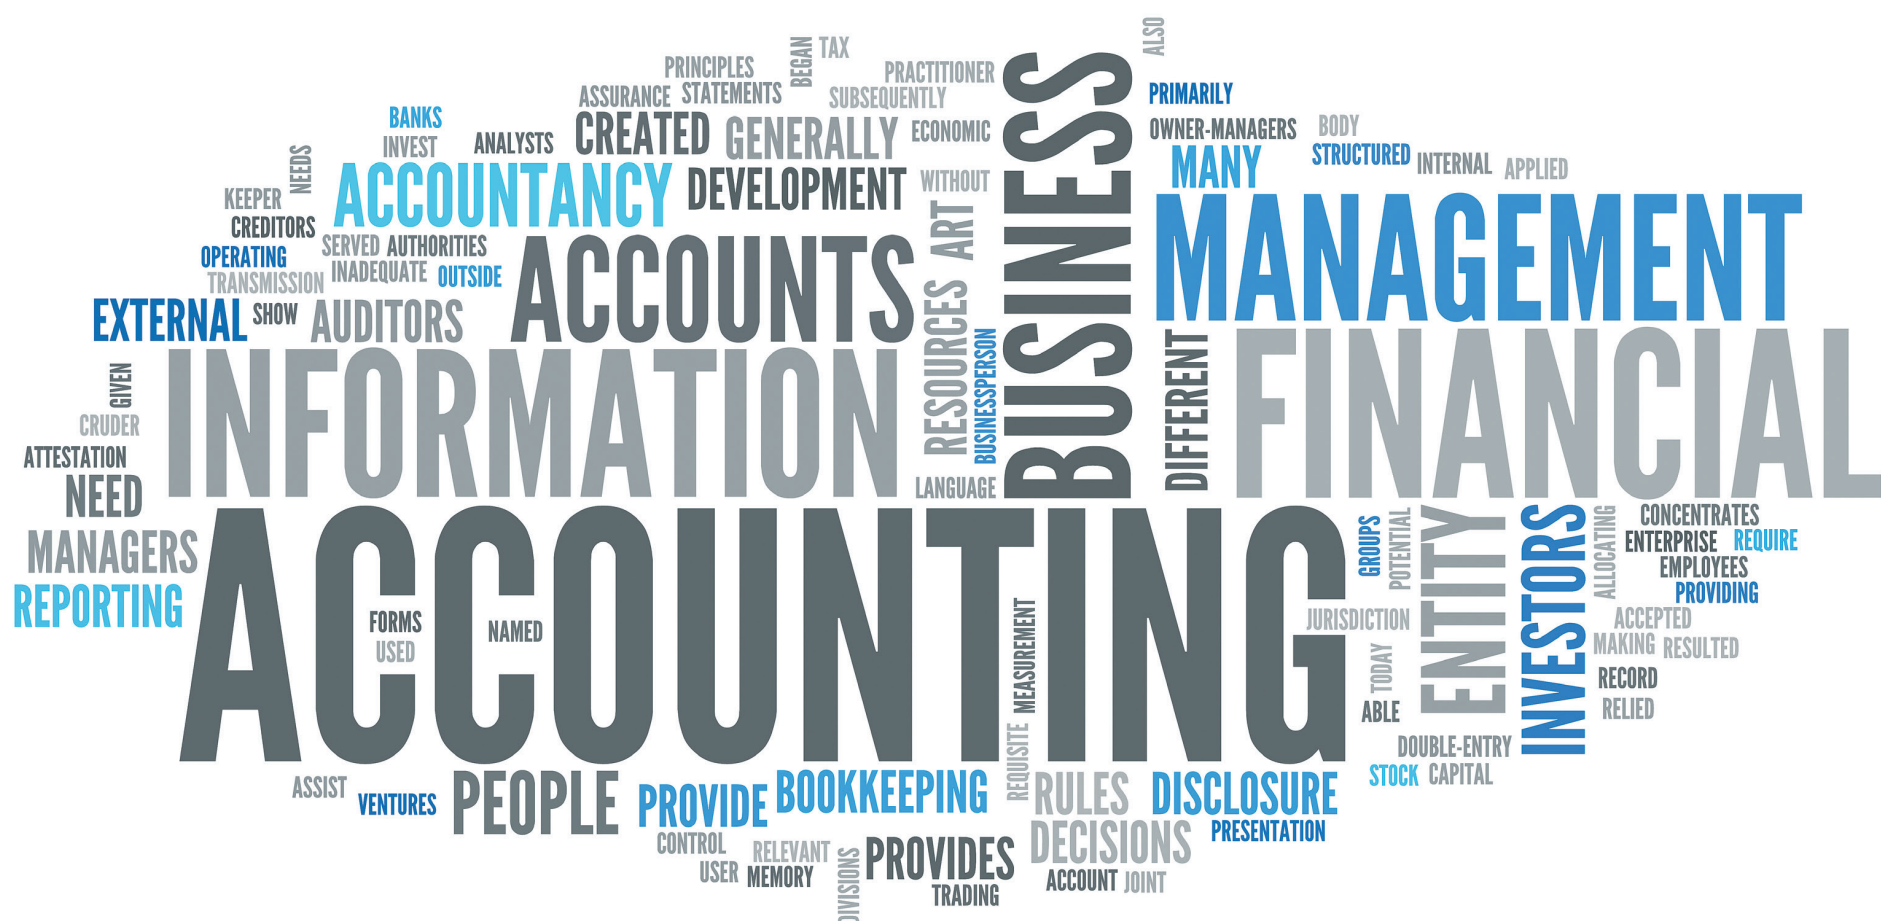 ALSO
BEGAN
TAX
PRINCIPLES
PRACTITIONER
ASSURANCE
STATEMENTS
SUBSEQUENTLY
PRIMARILY
BANKS
INVEST
ANALYSTS
CREATED
GENERALLY
ECONOMIC
BUSINESS
OWNER-MANAGERS
BODY
MANY
STRUCTURED
INTERNAL
APPLIED
NEEDS
KEEPER
ACCOUNTANCY
DEVELOPMENT
WITHOUT
CREDITORS
MANAGEMENT
OPERATING
SERVED
AUTHORITIES
ACCOUNTS
ART
TRANSMISSION
INADEQUATE
OUTSIDE
EXTERNAL
SHOW
AUDITORS
RESOURCES
BUSINESSPERSON
DIFFERENT
FINANCIAL
GIVEN
CRUDER
INFORMATION
ATTESTATION
NEED
LANGUAGE
MANAGERS
REPORTING
ACCOUNTING
FORMS
USED
NAMED
MEASUREMENT
GROUPS
POTENTIAL
ENTITY
INVESTORS
ALLOCATING
CONCENTRATES
ENTERPRISE
REQUIRE
EMPLOYEES
PROVIDING
JURISDICTION
ACCEPTED
MAKING
RESULTED
TODAY
RECORD
ABLE
RELIED
DOUBLE-ENTRY
STOCK
CAPITAL
ASSIST
VENTURES
PEOPLE
PROVIDE
BOOKKEEPING
REQUISITE
RULES
DISCLOSURE
CONTROL
DECISIONS
PRESENTATION
USER
RELEVANT
MEMORY
DIVISIONS
PROVIDES
TRADING
ACCOUNT
JOINT